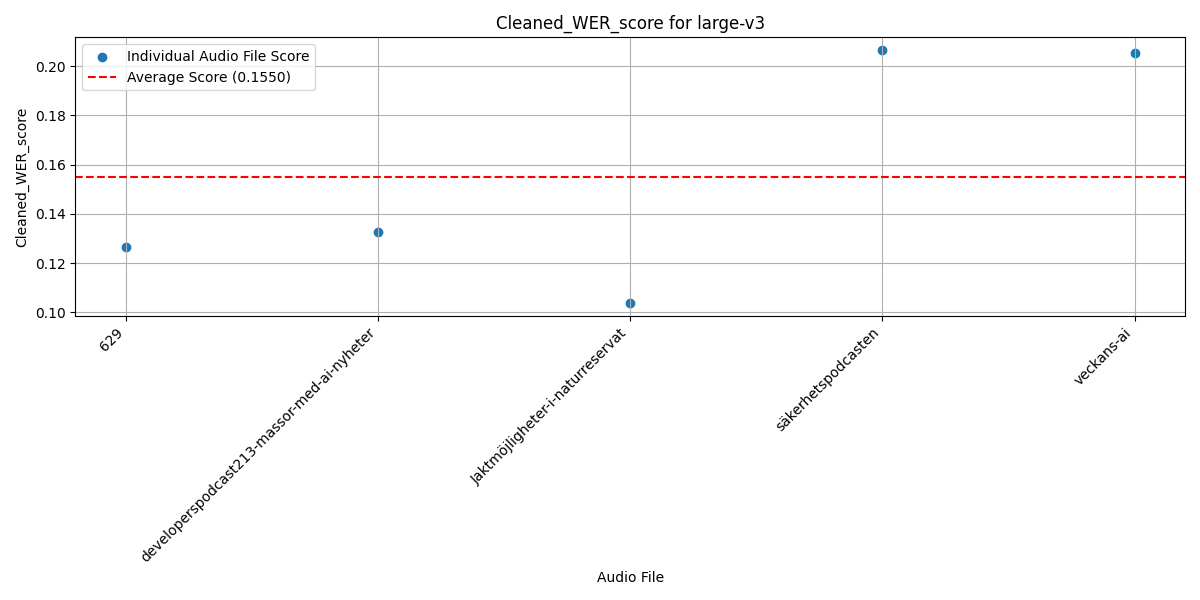 Cleaned_WER_score for large-v3
Individual Audio File Score
Average Score (0.1550)
Cleaned_WER_score
0.20
0.18
0.16
0.14
0.12
0.10
629
developerspodcast213-massor-med-ai-nyheter
Jaktmöjligheter-i-naturreservat
säkerhetspodcasten
veckans-ai
Audio File